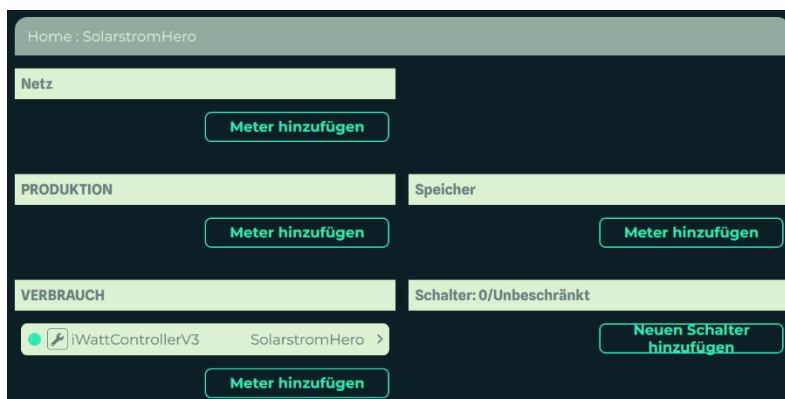 Home : SolarstromHero
Netz
Meter hinzufügen
PRODUKTION
Speicher
Meter hinzufügen
Meter hinzufügen
VERBRAUCH
Schalter: 0/Unbeschränkt
iWattControllerV3 SolarstromHero >
Neuen Schalter
hinzufügen
Meter hinzufügen